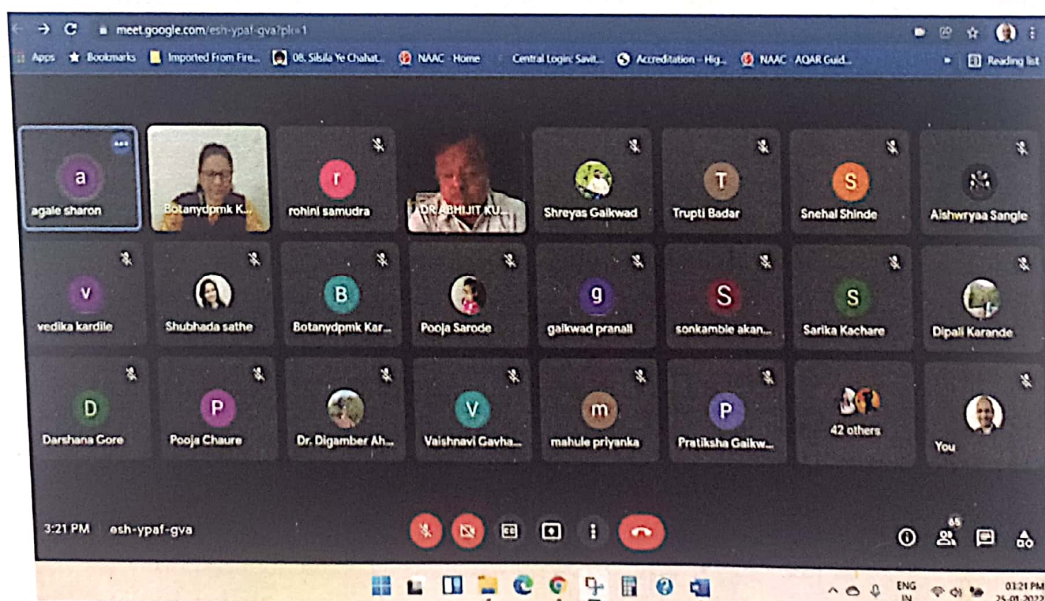 meet.google.com/esh-ypaf-gva?pli=1
Apps Bookmarks Imported From Fire... 08. Silsila Ye Chahat... NAAC - Home Central Login: Savit... Accreditation - Hig... NAAC - AQAR Guid... » Reading list
a r T S
agale sharon Botanydpmk K... rohini samudra DR ABHIJIT KU... Shreyas Gaikwad Trupti Badar Snehal Shinde Aishwryaa Sangle
v B g S S
vedika kardile Shubhada sathe Botanydpmk Kar... Pooja Sarode gaikwad pranali sonkamble akan... Sarika Kachare Dipali Karande
D P V m P
Darshana Gore Pooja Chaure Dr. Digamber Ah... Vaishnavi Gavha... mahule priyanka Pratiksha Gaikw... 42 others You
3:21 PM esh-ypaf-gva 65
ENG 03:21 PM
IN 25-01-2022